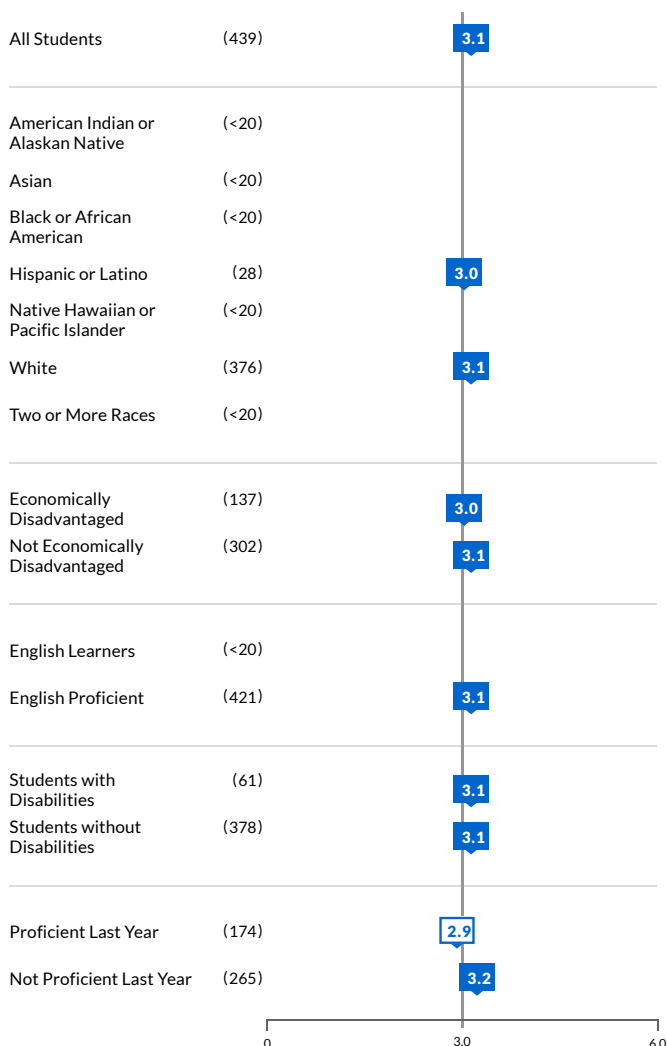 All Students (439) 3.1
American Indian or
Alaskan Native (<20)
Asian (<20)
Black or African
American (<20)
Hispanic or Latino (28) 3.0
Native Hawaiian or
Pacific Islander (<20)
White (376) 3.1
Two or More Races (<20)
Economically
Disadvantaged (137) 3.0
Not Economically
Disadvantaged (302) 3.1
English Learners (<20)
English Proficient (421) 3.1
Students with
Disabilities (61) 3.1
Students without
Disabilities (378) 3.1
Proficient Last Year (174) 2.9
Not Proficient Last Year (265) 3.2
0 3.0 6.0